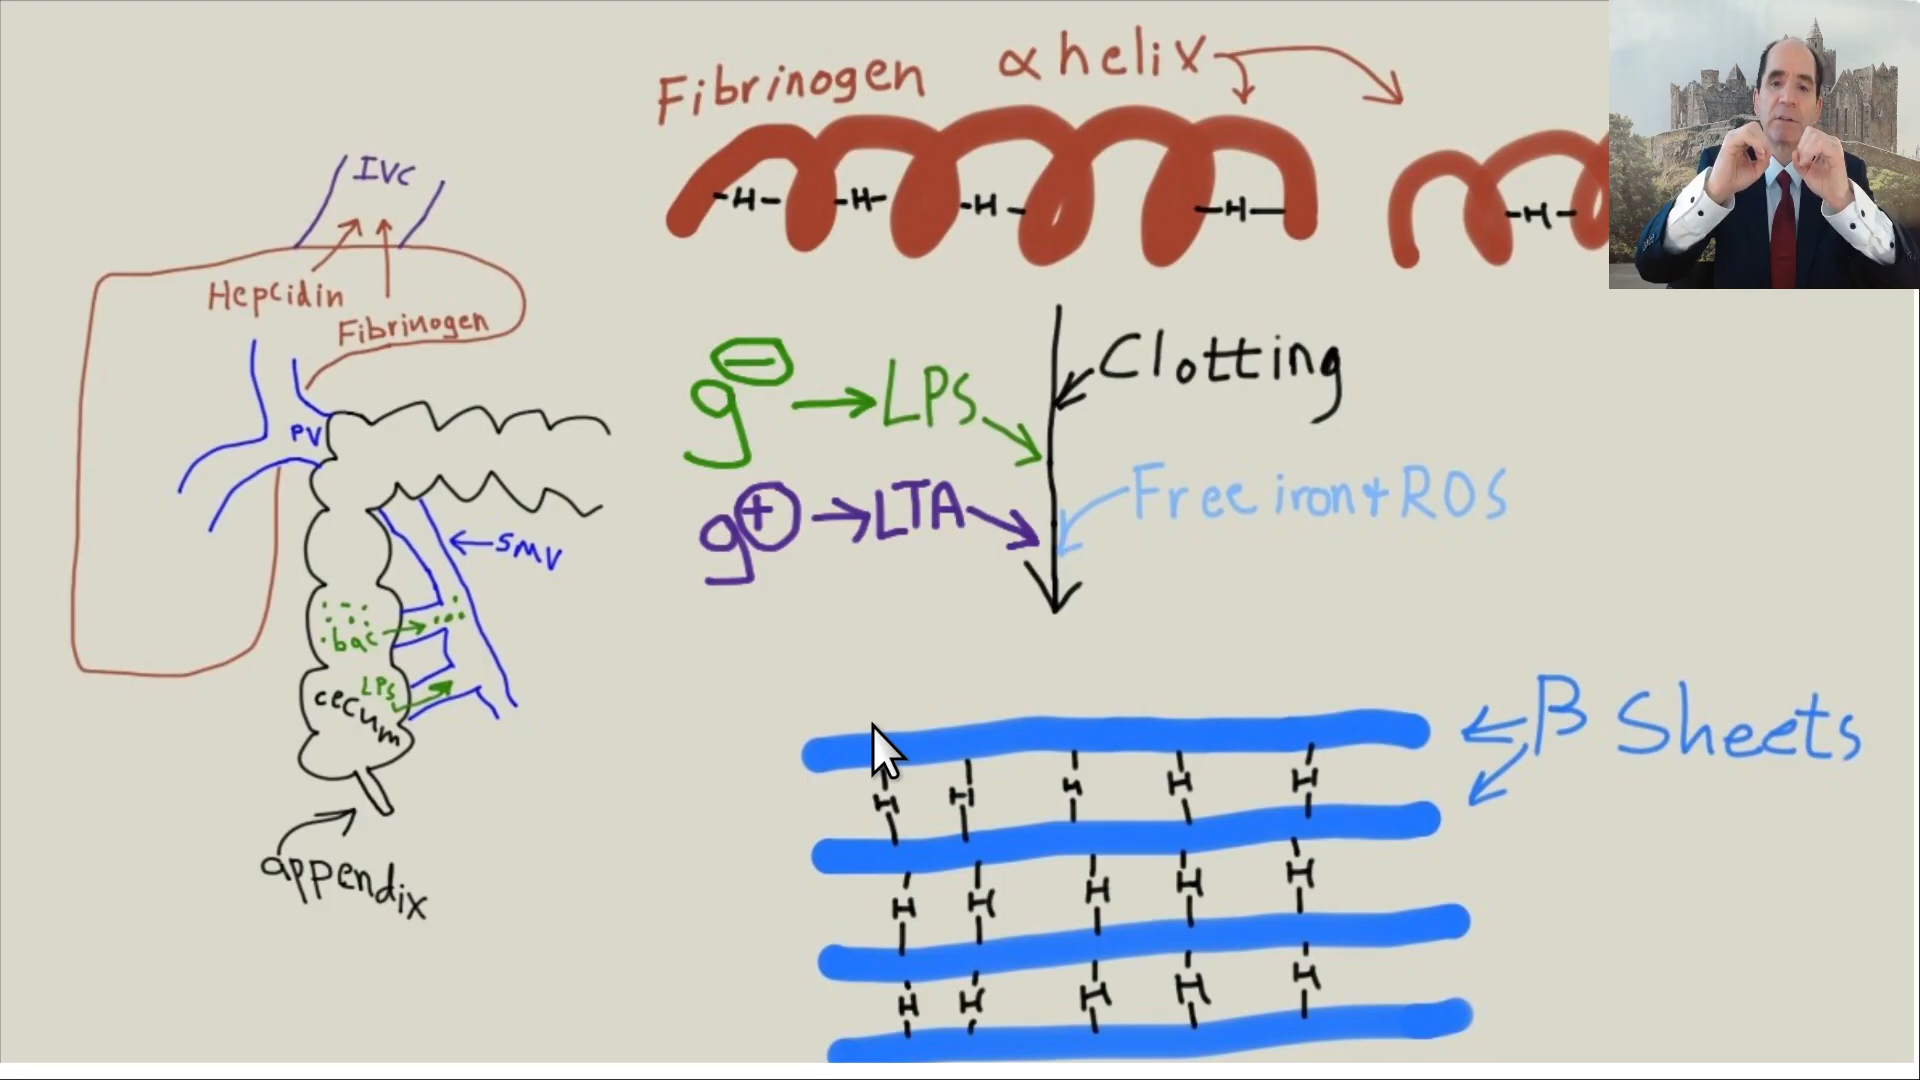 Fibrinogen α helix
-H- -H- -H- -H- -H-
IVC
Hepcidin
Fibrinogen
PV
SMV
bac
LPS
cecum
appendix
g⊖ → LPS
Clotting
g⊕ → LTA
Free iron + ROS
β Sheets
H H H H H
H H H H H
H H H H H